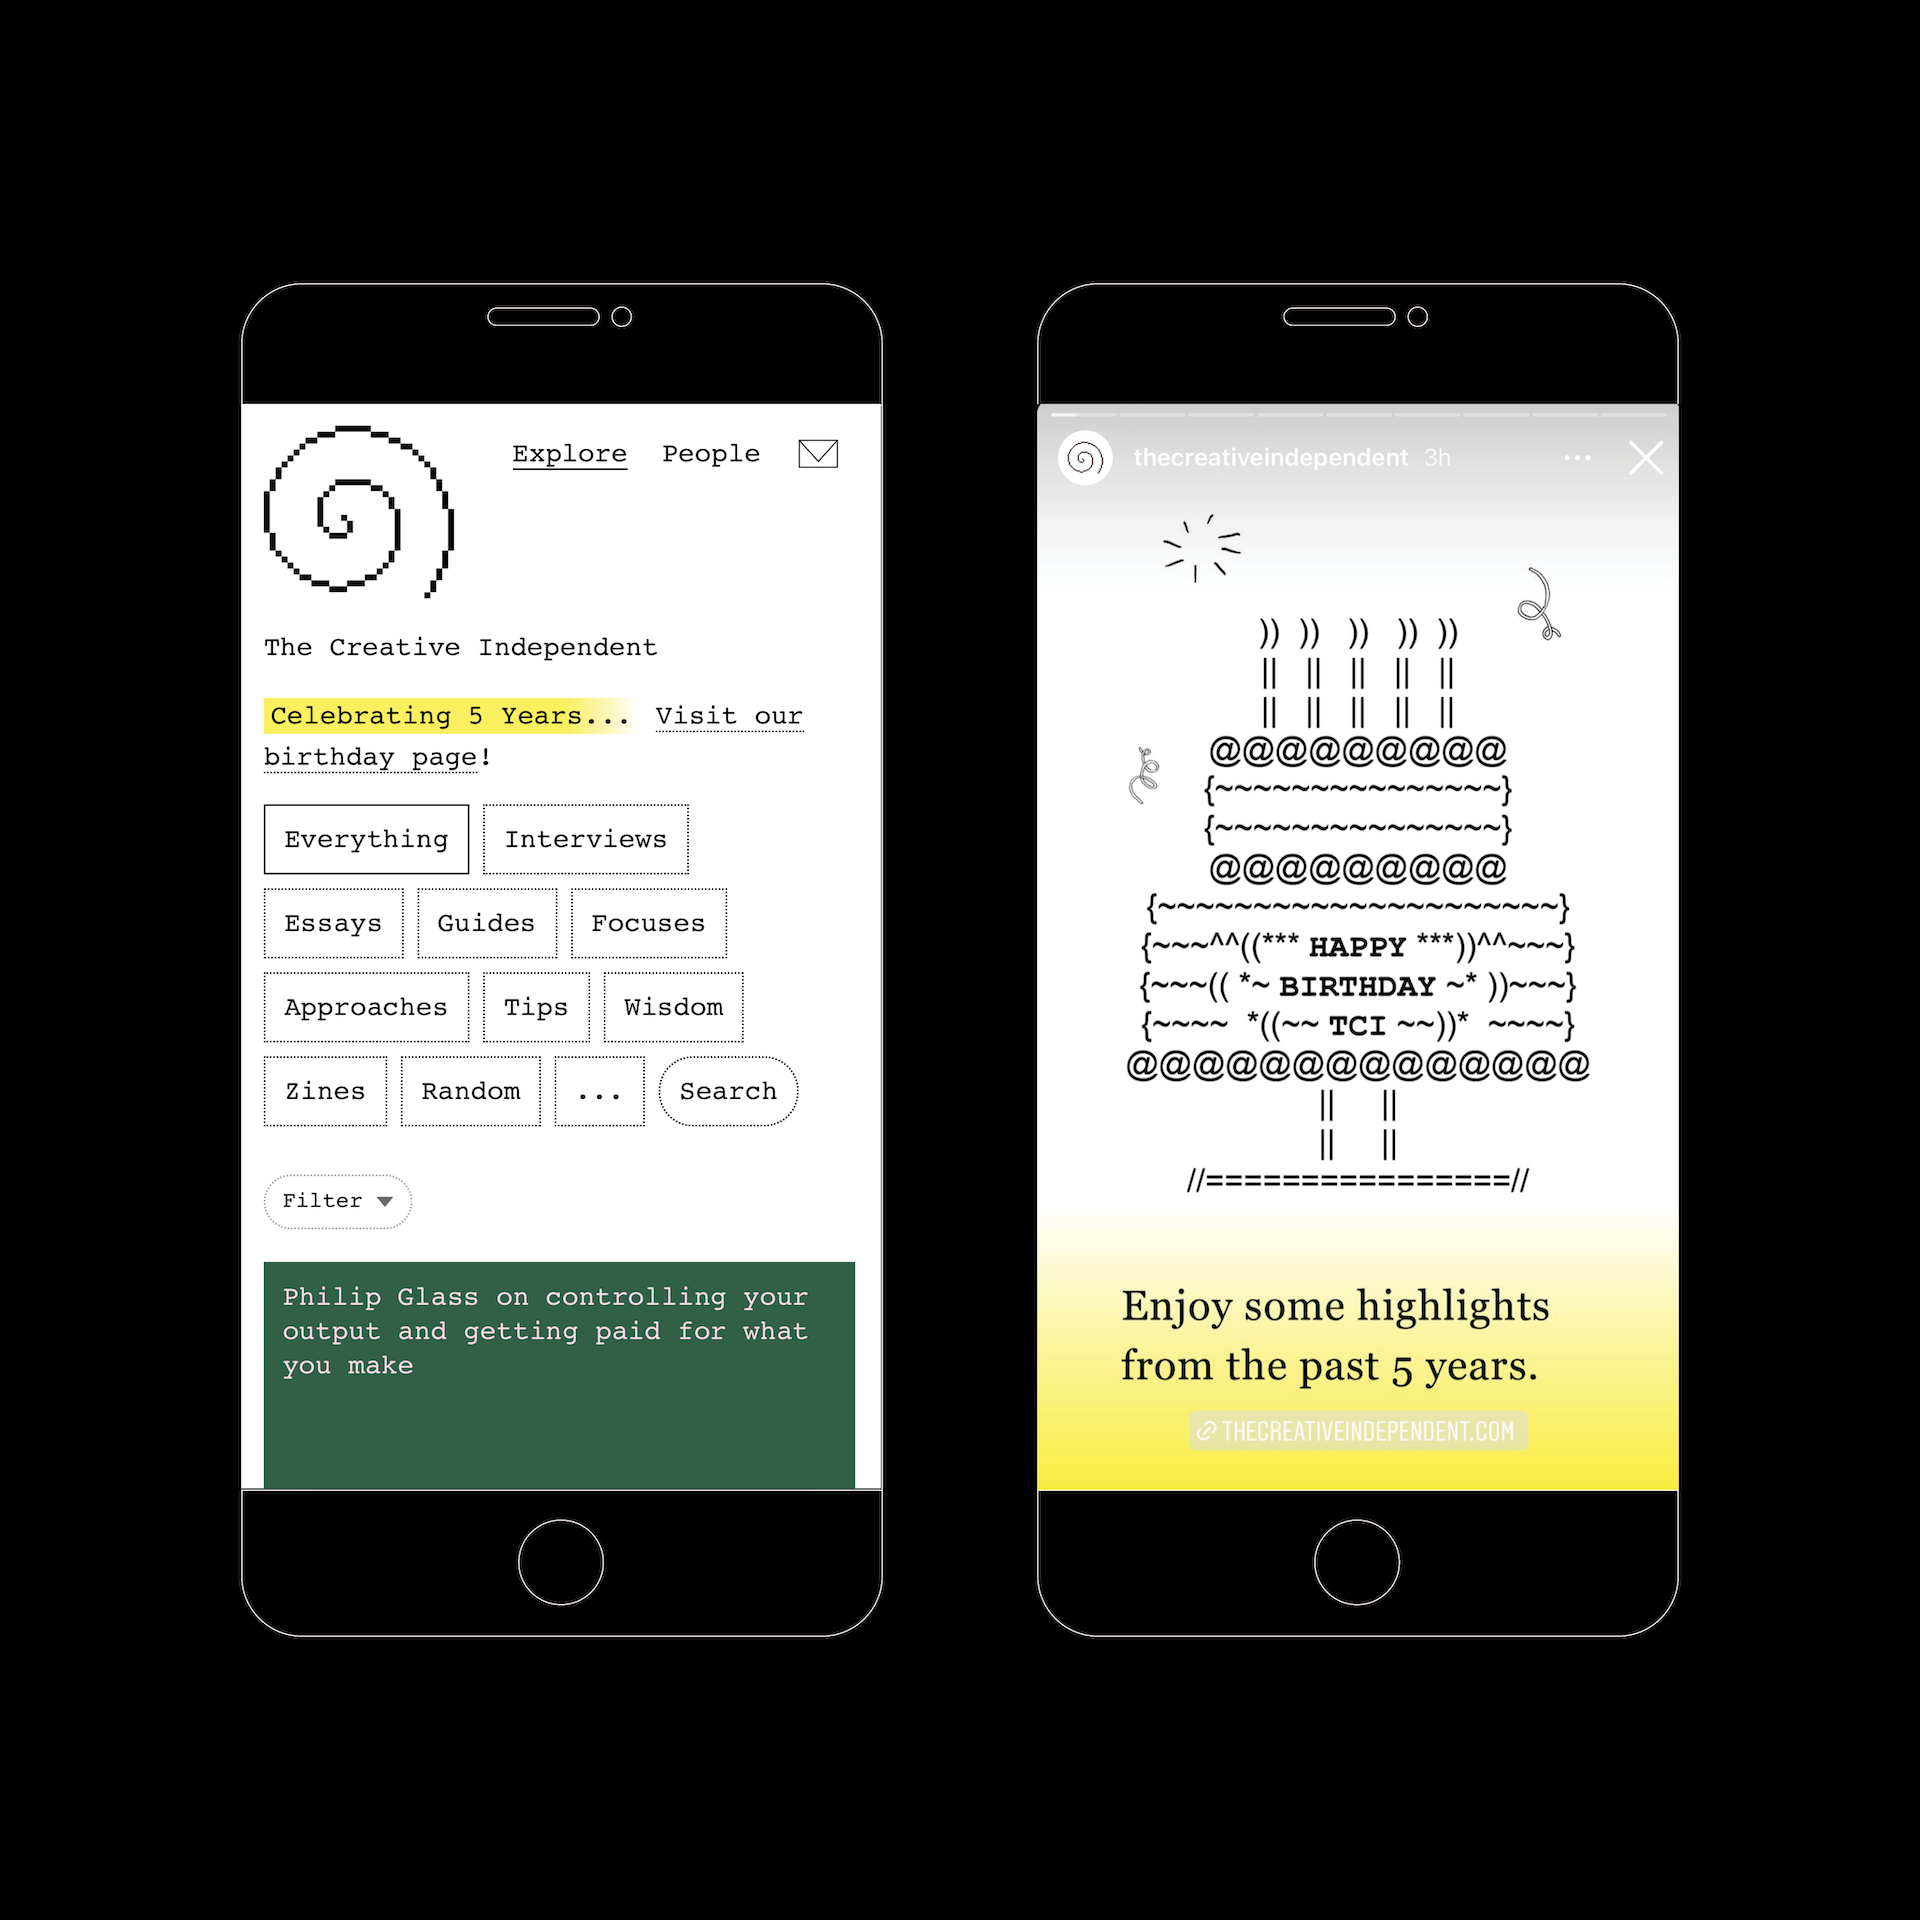 Explore People
The Creative Independent
Celebrating 5 Years... Visit our
birthday page!
Everything Interviews
Essays Guides Focuses
Approaches Tips Wisdom
Zines Random ... Search
Filter
Philip Glass on controlling your
output and getting paid for what
you make
thecreativeindependent 3h
)) )) )) )) ))
|| || || || ||
|| || || || ||
@@@@@@@@@
{~~~~~~~~~~~~~~~}
{~~~~~~~~~~~~~~~}
@@@@@@@@@
{~~~~~~~~~~~~~~~~~~~~~}
{~~~^^((*** HAPPY ***))^^~~~}
{~~~(( *~ BIRTHDAY ~* ))~~~}
{~~~~ *((~~ TCI ~~))* ~~~~}
@@@@@@@@@@@@@@
|| ||
|| ||
//================//
Enjoy some highlights
from the past 5 years.
THECREATIVEINDEPENDENT.COM